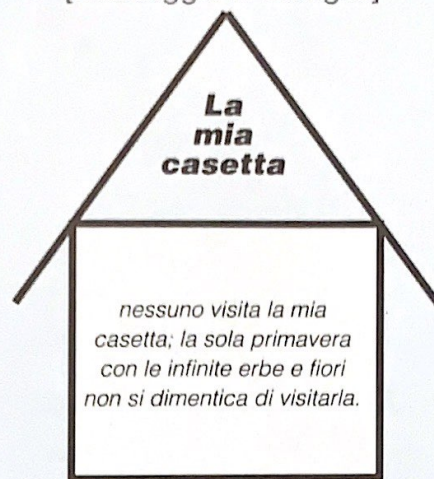 La
mia
casetta
nessuno visita la mia
casetta; la sola primavera
con le infinite erbe e fiori
non si dimentica di visitarla.